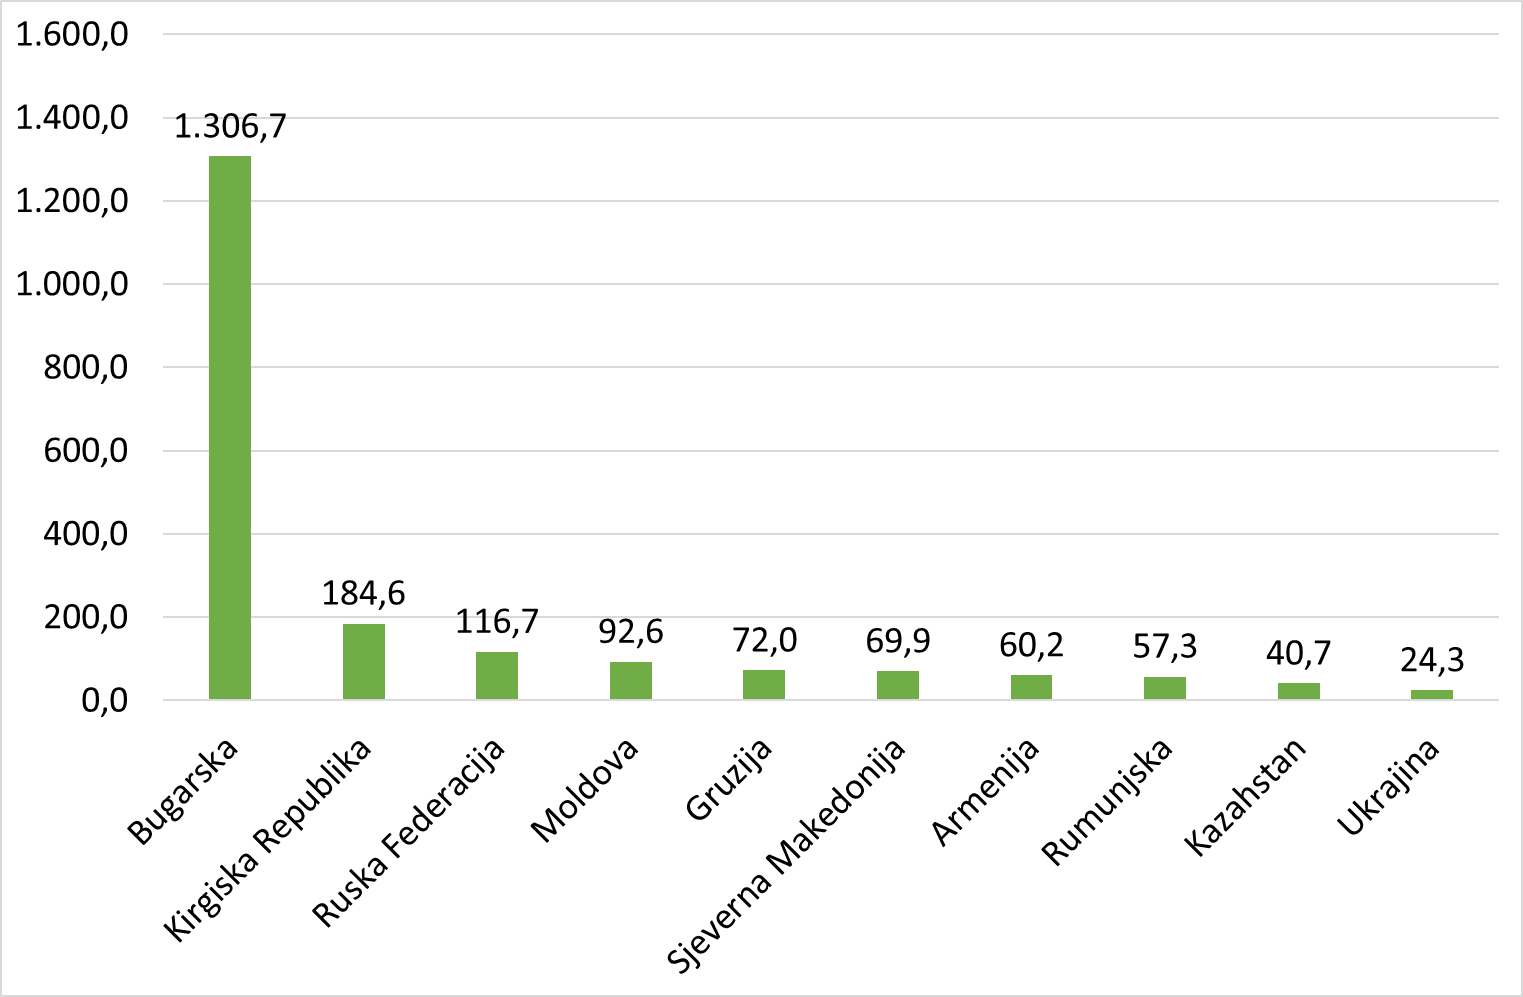 1.600,0
1.400,0
1.200,0
1.000,0
800,0
600,0
400,0
200,0
0,0
1.306,7
184,6
116,7
92,6
72,0
69,9
60,2
57,3
40,7
24,3
Bugarska
Kirgiska Republika
Ruska Federacija
Moldova
Gruzija
Sjeverna Makedonija
Armenija
Rumunjska
Kazahstan
Ukrajina